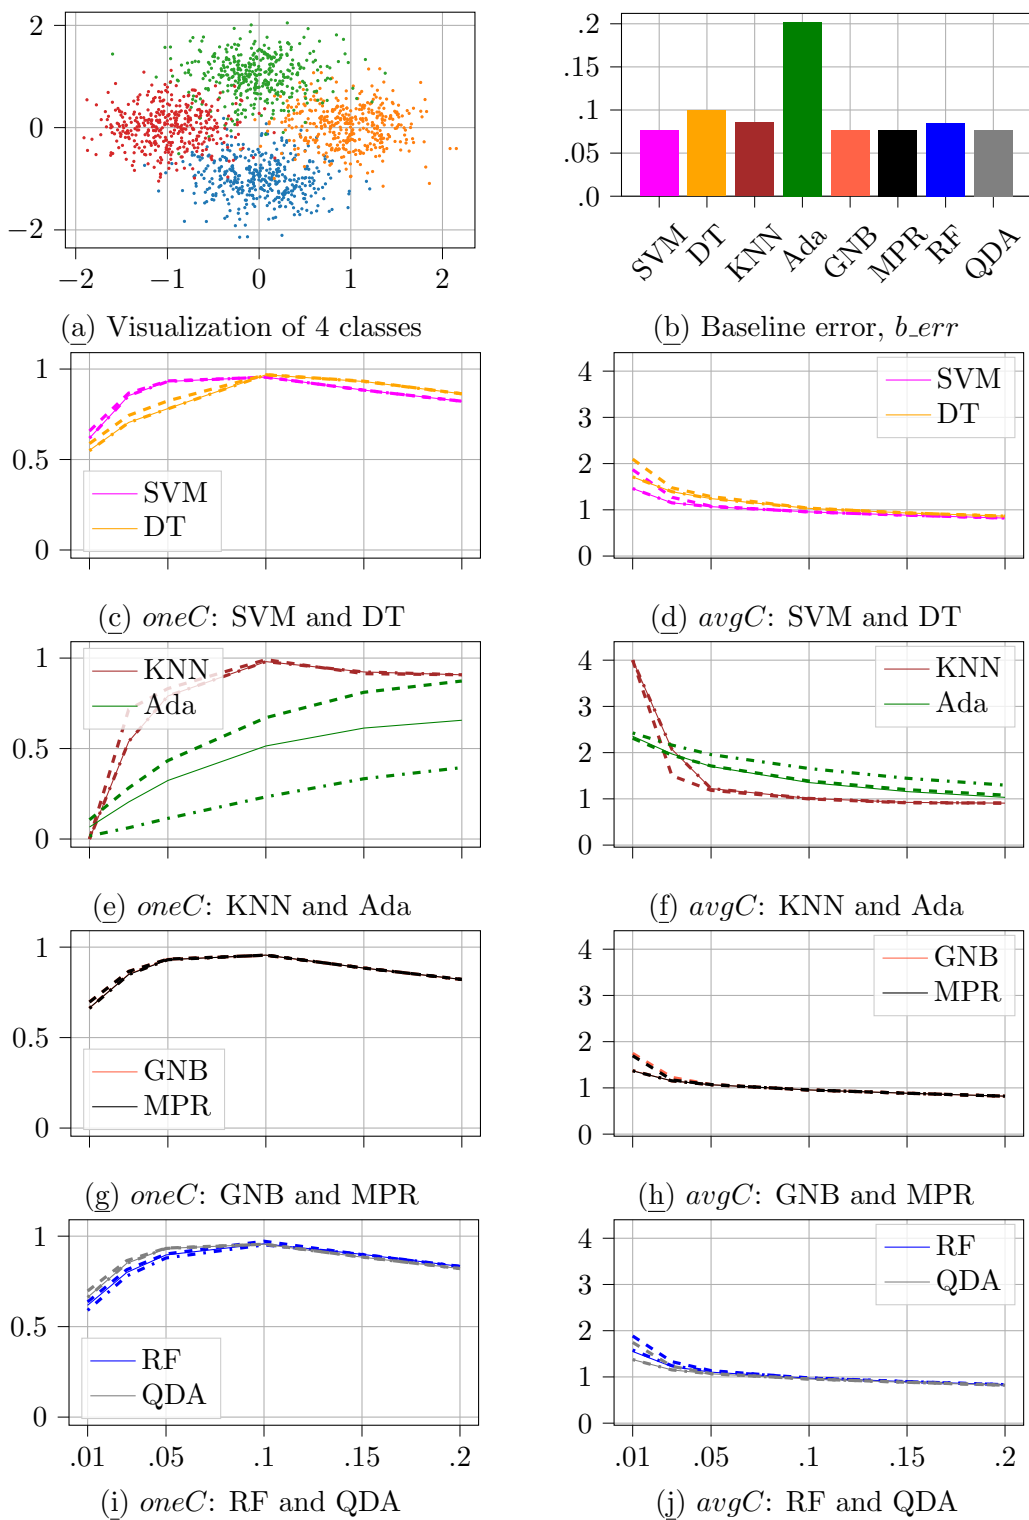 2
0
−2
−2 −1 0 1 2
(a) Visualization of 4 classes
.2
.15
.1
.05
.0
SVM DT KNN Ada GNB MPR RF QDA
(b) Baseline error, b_err
1
0.5
0
SVM
DT
(c) oneC: SVM and DT
4
3
2
1
0
SVM
DT
(d) avgC: SVM and DT
1
0.5
0
KNN
Ada
(e) oneC: KNN and Ada
4
3
2
1
0
KNN
Ada
(f) avgC: KNN and Ada
1
0.5
0
GNB
MPR
(g) oneC: GNB and MPR
4
3
2
1
0
GNB
MPR
(h) avgC: GNB and MPR
1
0.5
0
RF
QDA
.01 .05 .1 .15 .2
(i) oneC: RF and QDA
4
3
2
1
0
RF
QDA
.01 .05 .1 .15 .2
(j) avgC: RF and QDA